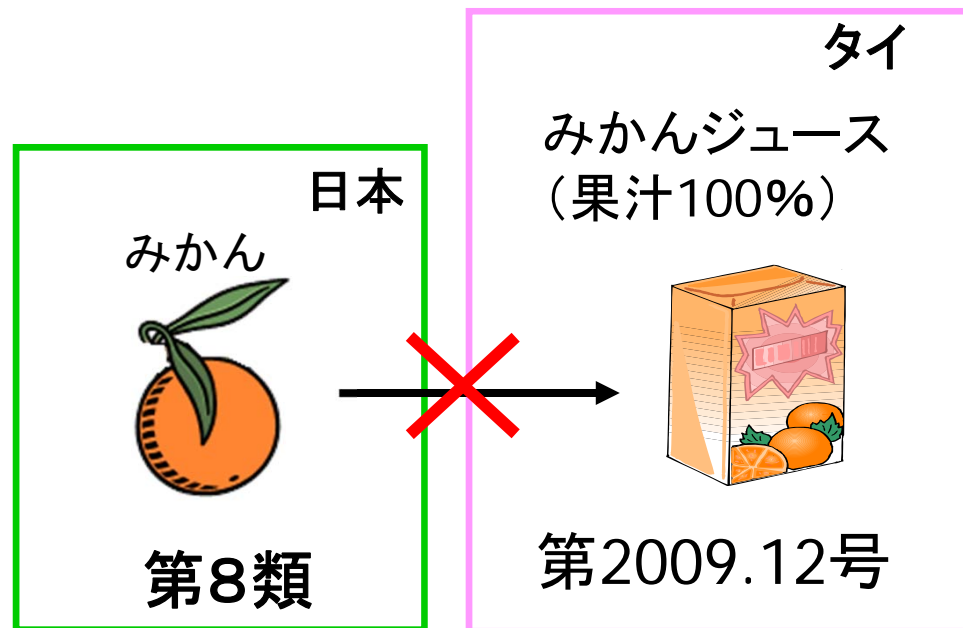 日本
みかん
第８類
タイ
みかんジュース
（果汁100％）
第2009.12号